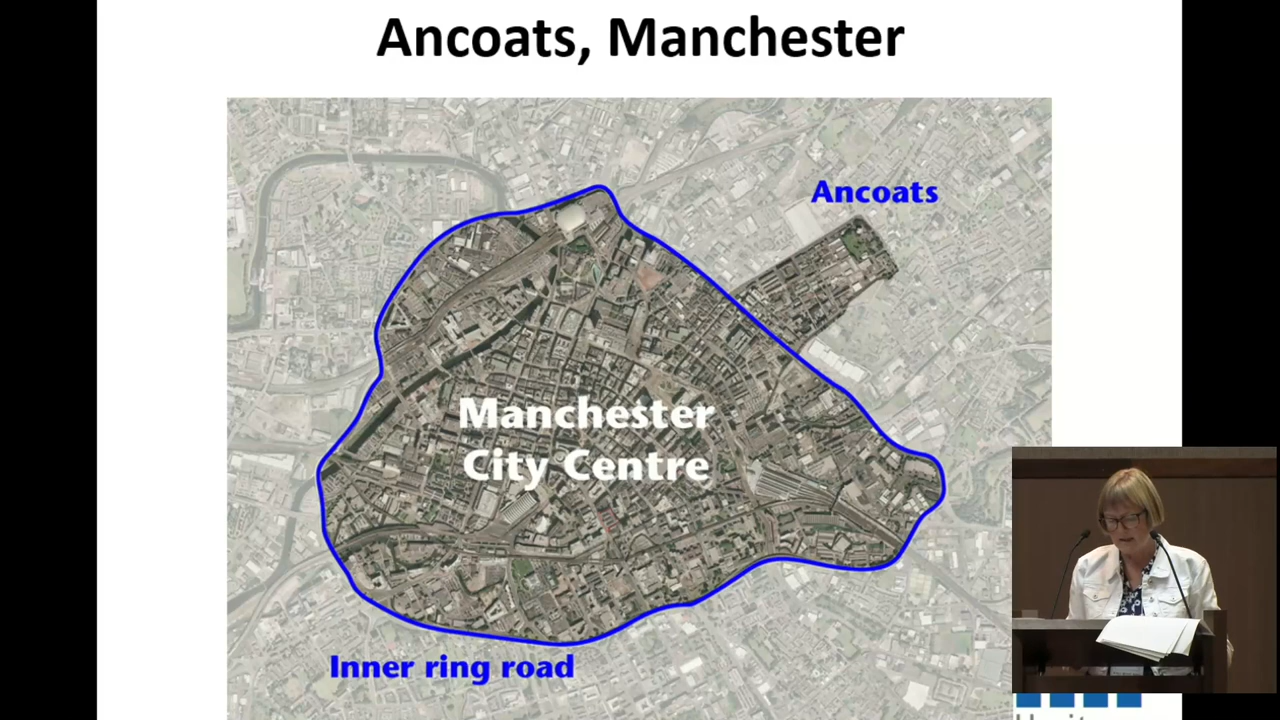 Ancoats, Manchester
Ancoats
Manchester
City Centre
Inner ring road